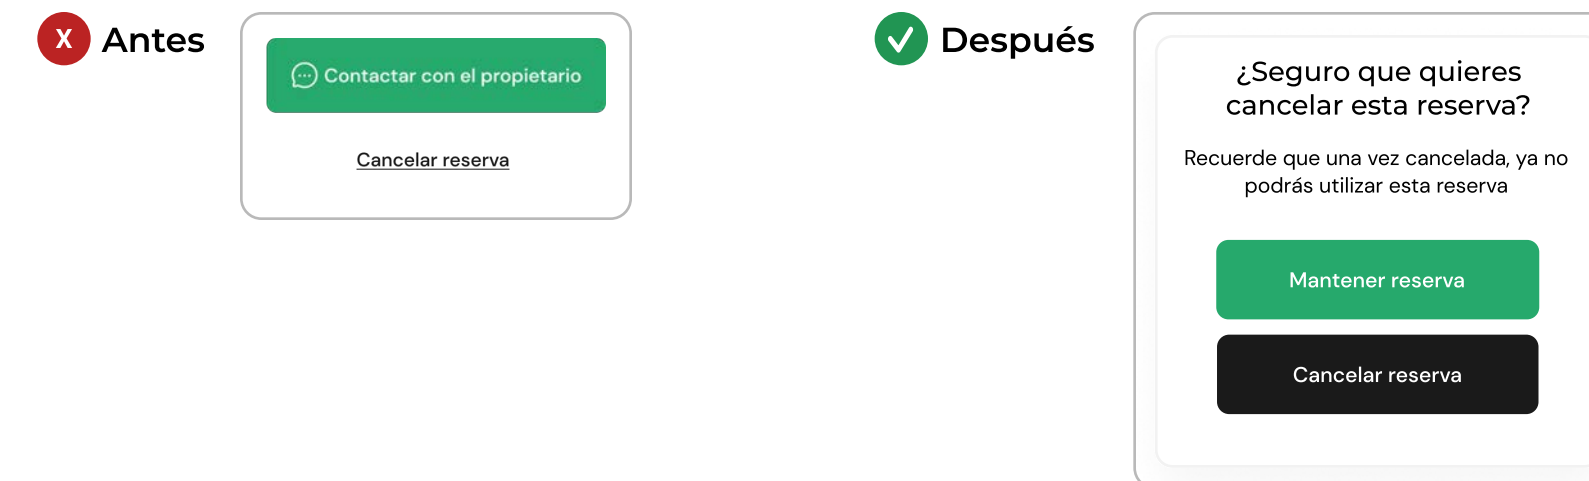 X Antes
Contactar con el propietario
Cancelar reserva
Después
¿Seguro que quieres
cancelar esta reserva?
Recuerde que una vez cancelada, ya no
podrás utilizar esta reserva
Mantener reserva
Cancelar reserva